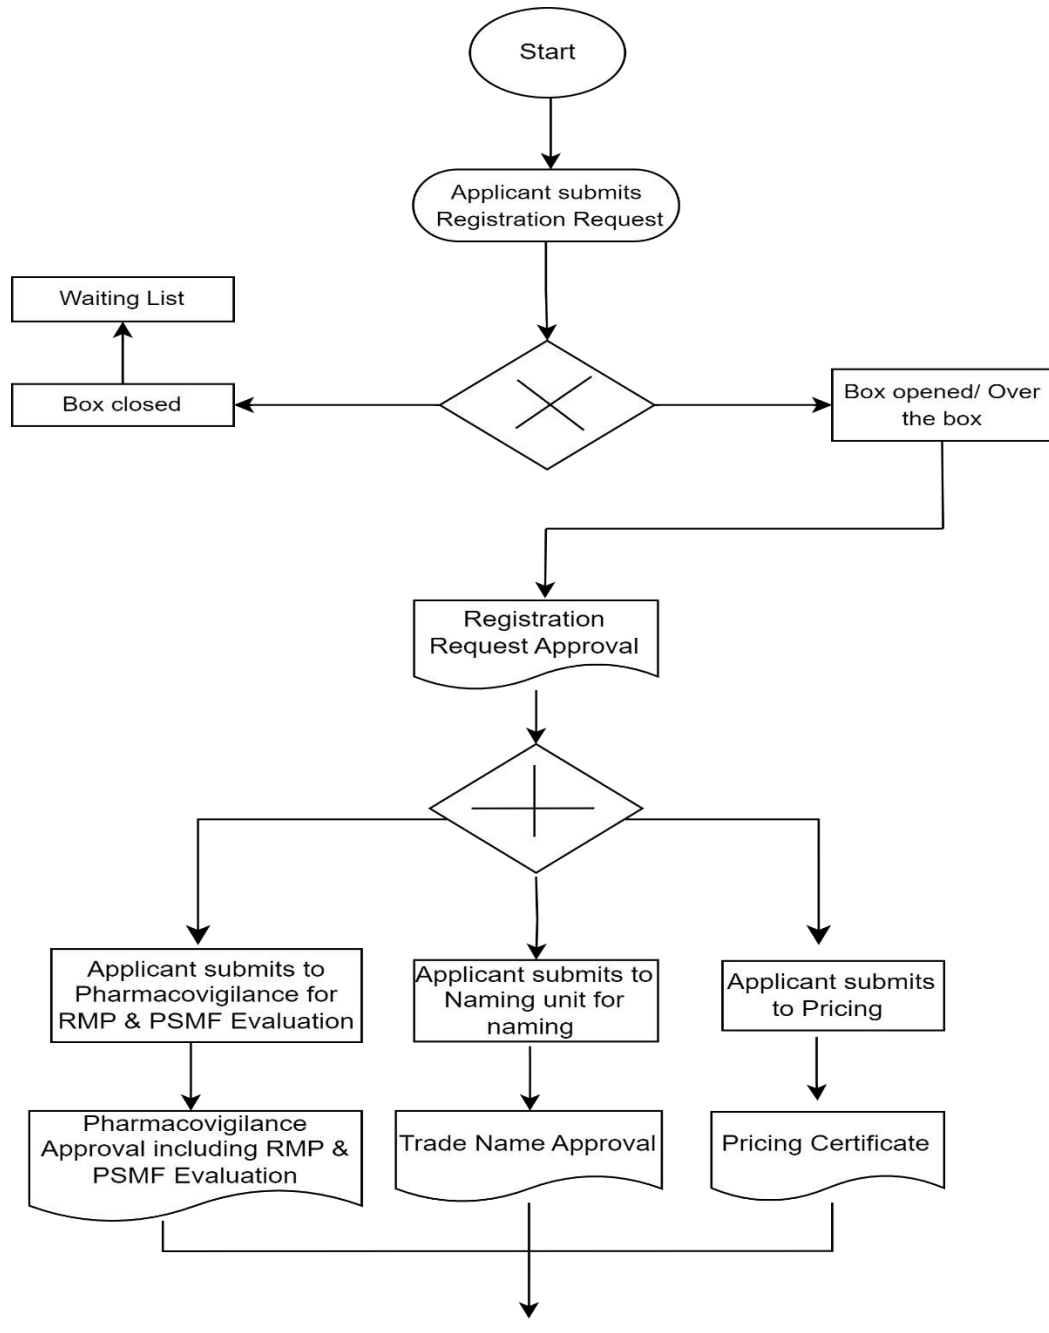 Start
Applicant submits
Registration Request
Waiting List
Box closed
Box opened/ Over
the box
Registration
Request Approval
Applicant submits to
Pharmacovigilance for
RMP & PSMF Evaluation
Applicant submits to
Naming unit for
naming
Applicant submits
to Pricing
Pharmacovigilance
Approval including RMP &
PSMF Evaluation
Trade Name Approval
Pricing Certificate